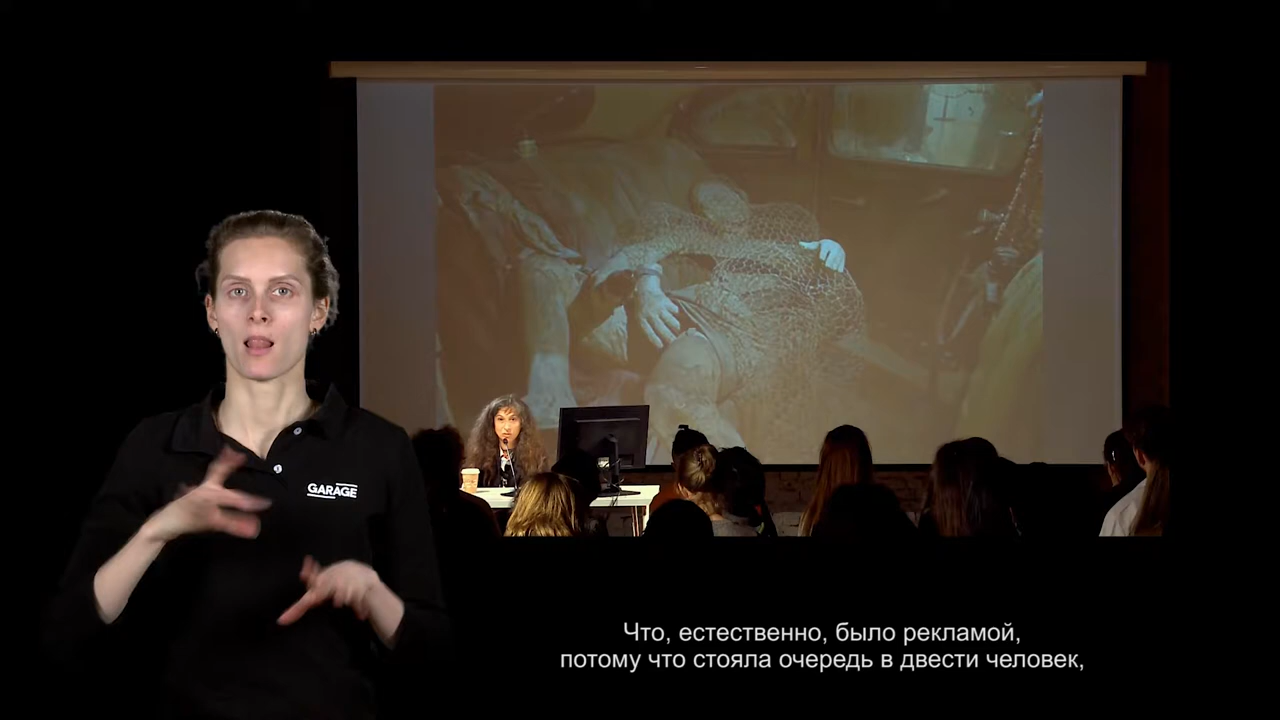 GARAGE
Что, естественно, было рекламой,
потому что стояла очередь в двести человек,